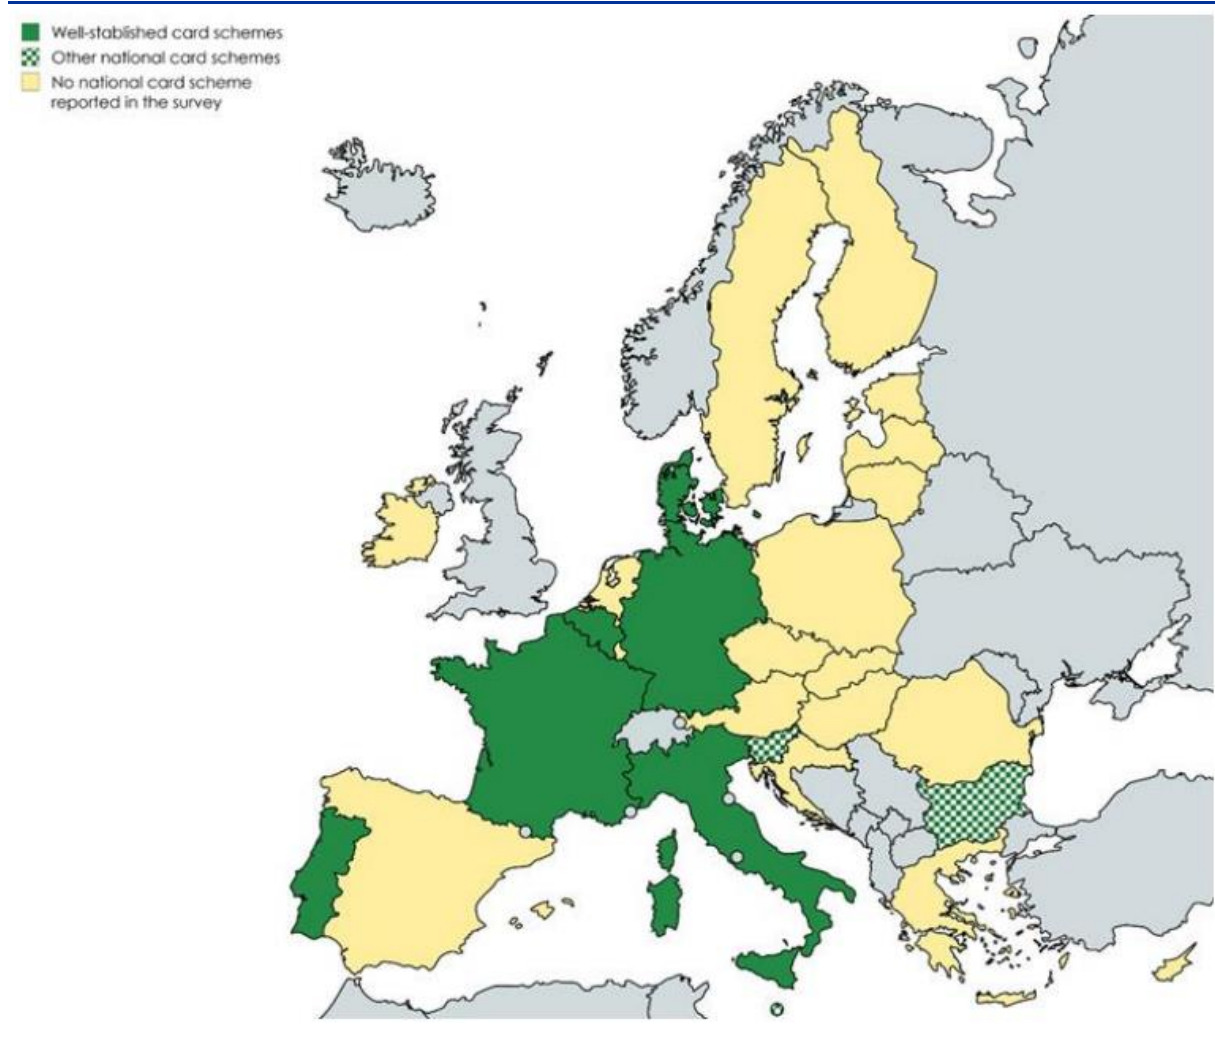 Well-stablished card schemes
Other national card schemes
No national card scheme
reported in the survey